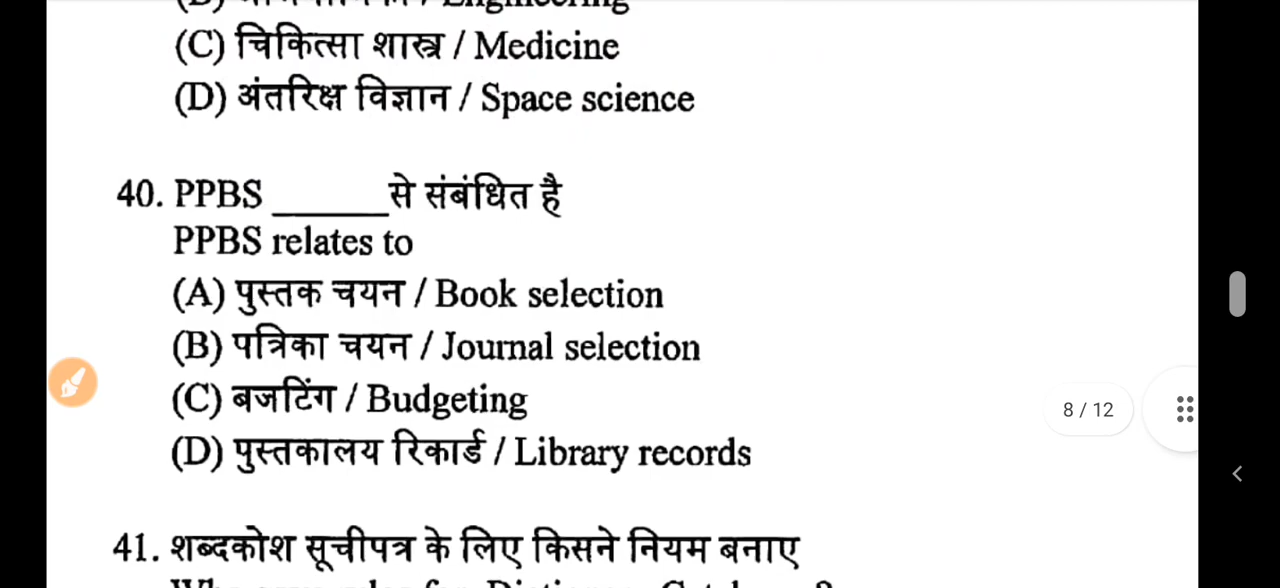 (C) चिकित्सा शास्त्र / Medicine
(D) अंतरिक्ष विज्ञान / Space science
40. PPBS ______से संबंधित है
PPBS relates to
(A) पुस्तक चयन / Book selection
(B) पत्रिका चयन / Journal selection
(C) बजटिंग / Budgeting
(D) पुस्तकालय रिकार्ड / Library records
8 / 12
41. शब्दकोश सूचीपत्र के लिए किसने नियम बनाए